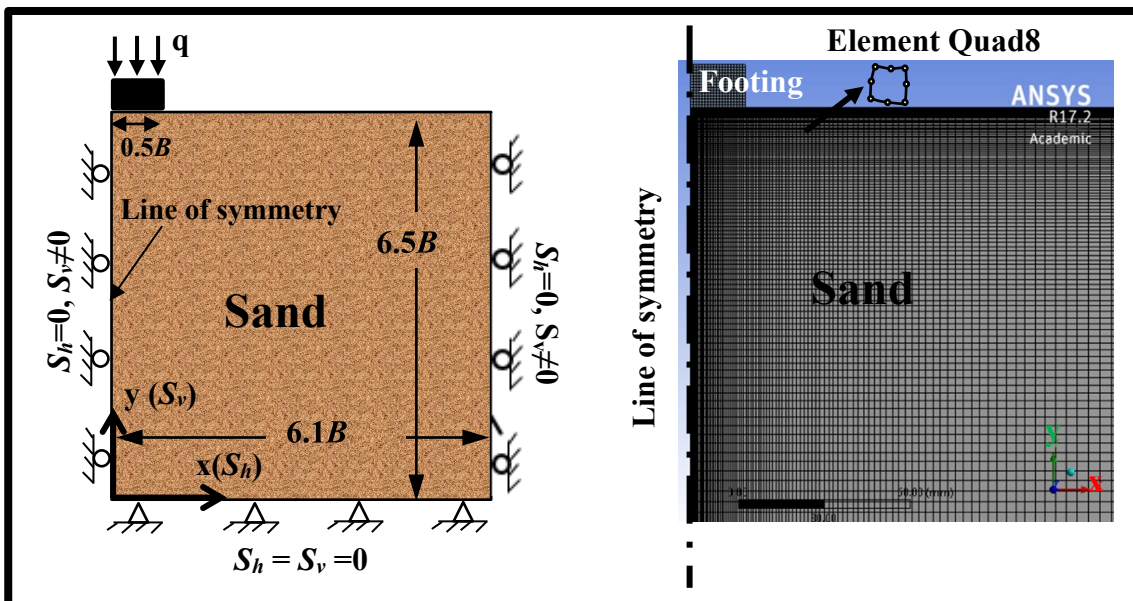 q
0.5B
Line of symmetry
6.5B
Sₕ=0, Sᵥ≠0
Sand
Sₕ=0, Sᵥ≠0
y (Sᵥ)
6.1B
x(Sₕ)
Sₕ = Sᵥ =0
Element Quad8
Footing
ANSYS
R17.2
Academic
Line of symmetry
Sand
y
x